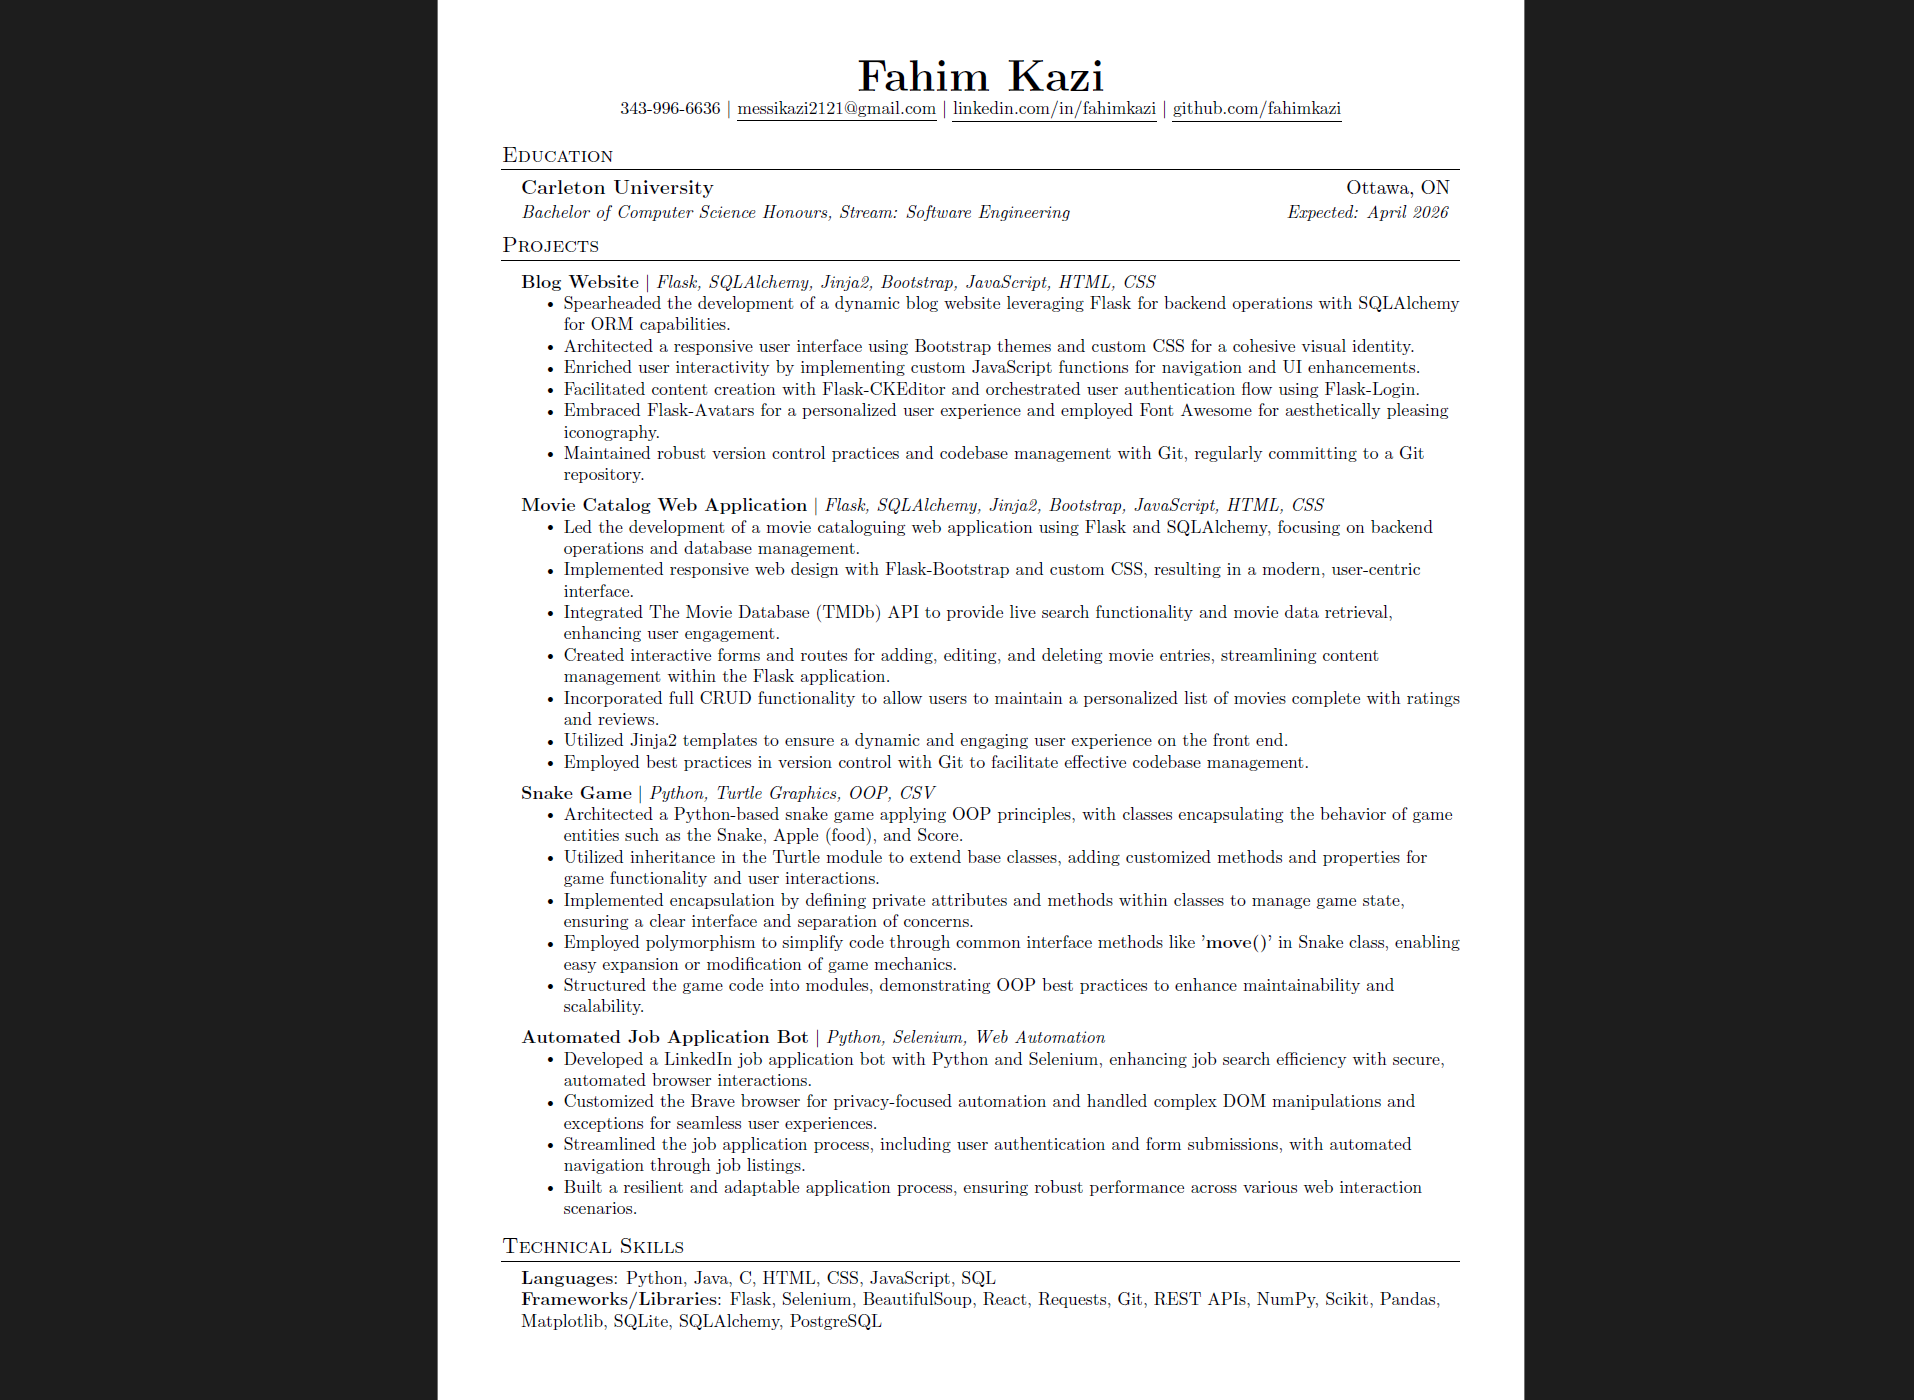 Fahim Kazi
343-996-6636 | messikazi2121@gmail.com | linkedin.com/in/fahimkazi | github.com/fahimkazi
Education
Carleton University Ottawa, ON
Bachelor of Computer Science Honours, Stream: Software Engineering Expected: April 2026
Projects
Blog Website | Flask, SQLAlchemy, Jinja2, Bootstrap, JavaScript, HTML, CSS
• Spearheaded the development of a dynamic blog website leveraging Flask for backend operations with SQLAlchemy
for ORM capabilities.
• Architected a responsive user interface using Bootstrap themes and custom CSS for a cohesive visual identity.
• Enriched user interactivity by implementing custom JavaScript functions for navigation and UI enhancements.
• Facilitated content creation with Flask-CKEditor and orchestrated user authentication flow using Flask-Login.
• Embraced Flask-Avatars for a personalized user experience and employed Font Awesome for aesthetically pleasing
iconography.
• Maintained robust version control practices and codebase management with Git, regularly committing to a Git
repository.
Movie Catalog Web Application | Flask, SQLAlchemy, Jinja2, Bootstrap, JavaScript, HTML, CSS
• Led the development of a movie cataloguing web application using Flask and SQLAlchemy, focusing on backend
operations and database management.
• Implemented responsive web design with Flask-Bootstrap and custom CSS, resulting in a modern, user-centric
interface.
• Integrated The Movie Database (TMDb) API to provide live search functionality and movie data retrieval,
enhancing user engagement.
• Created interactive forms and routes for adding, editing, and deleting movie entries, streamlining content
management within the Flask application.
• Incorporated full CRUD functionality to allow users to maintain a personalized list of movies complete with ratings
and reviews.
• Utilized Jinja2 templates to ensure a dynamic and engaging user experience on the front end.
• Employed best practices in version control with Git to facilitate effective codebase management.
Snake Game | Python, Turtle Graphics, OOP, CSV
• Architected a Python-based snake game applying OOP principles, with classes encapsulating the behavior of game
entities such as the Snake, Apple (food), and Score.
• Utilized inheritance in the Turtle module to extend base classes, adding customized methods and properties for
game functionality and user interactions.
• Implemented encapsulation by defining private attributes and methods within classes to manage game state,
ensuring a clear interface and separation of concerns.
• Employed polymorphism to simplify code through common interface methods like ’move()’ in Snake class, enabling
easy expansion or modification of game mechanics.
• Structured the game code into modules, demonstrating OOP best practices to enhance maintainability and
scalability.
Automated Job Application Bot | Python, Selenium, Web Automation
• Developed a LinkedIn job application bot with Python and Selenium, enhancing job search efficiency with secure,
automated browser interactions.
• Customized the Brave browser for privacy-focused automation and handled complex DOM manipulations and
exceptions for seamless user experiences.
• Streamlined the job application process, including user authentication and form submissions, with automated
navigation through job listings.
• Built a resilient and adaptable application process, ensuring robust performance across various web interaction
scenarios.
Technical Skills
Languages: Python, Java, C, HTML, CSS, JavaScript, SQL
Frameworks/Libraries: Flask, Selenium, BeautifulSoup, React, Requests, Git, REST APIs, NumPy, Scikit, Pandas,
Matplotlib, SQLite, SQLAlchemy, PostgreSQL